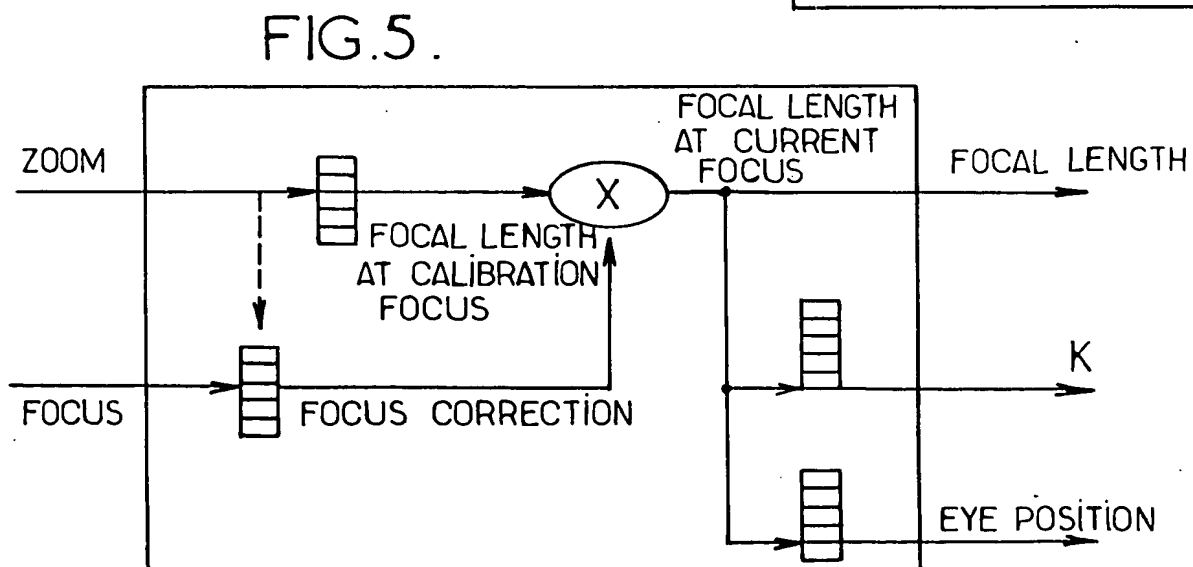 FIG.5.
ZOOM
FOCAL LENGTH
AT CURRENT
FOCUS
FOCAL LENGTH
X
FOCAL LENGTH
AT CALIBRATION
FOCUS
K
FOCUS
FOCUS CORRECTION
EYE POSITION